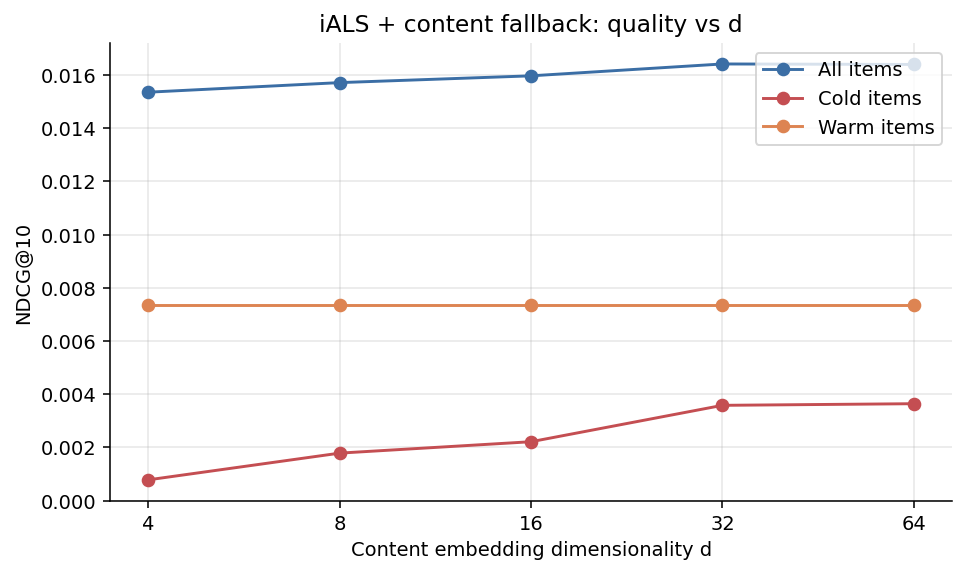 iALS + content fallback: quality vs d
NDCG@10
0.016
0.014
0.012
0.010
0.008
0.006
0.004
0.002
0.000
All items
Cold items
Warm items
4 8 16 32 64
Content embedding dimensionality d